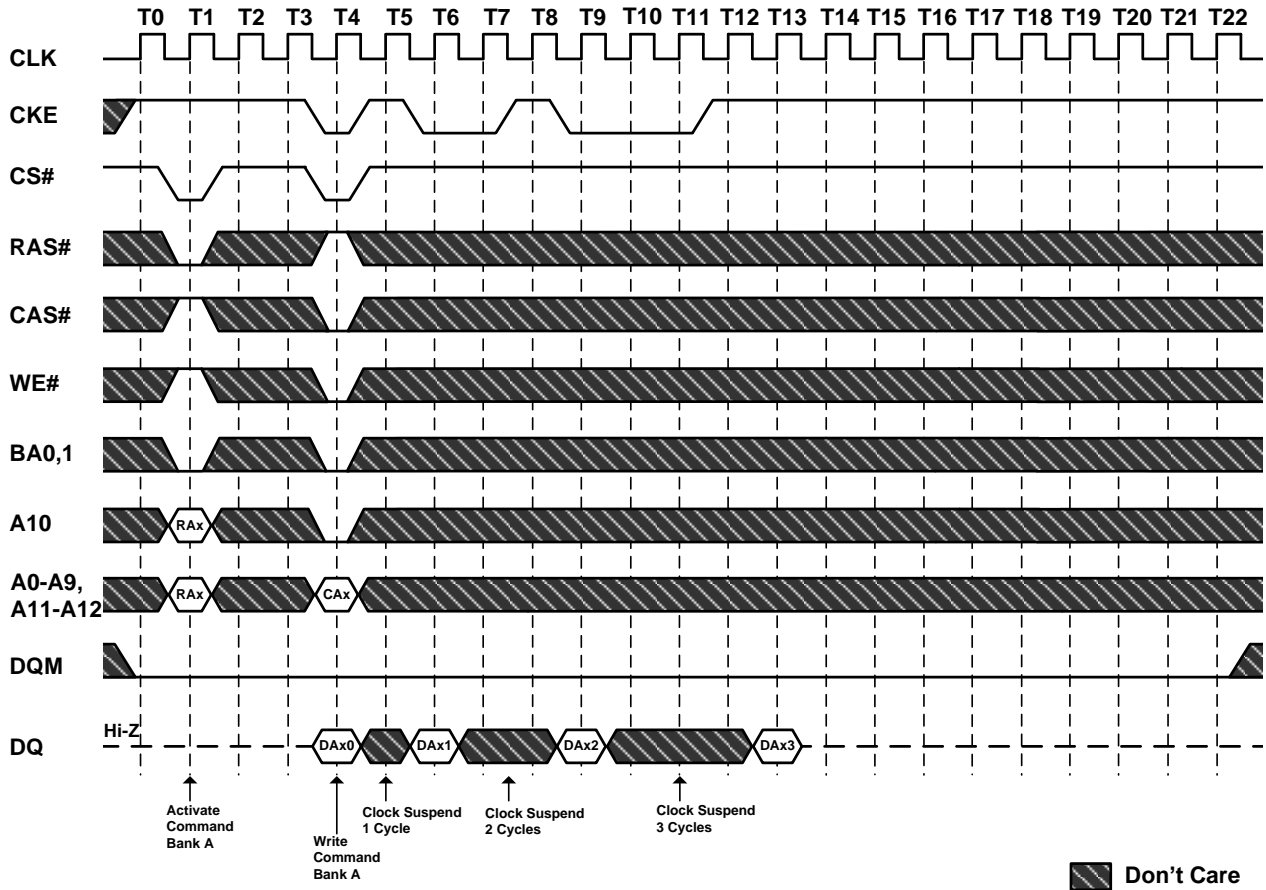 T0 T1 T2 T3 T4 T5 T6 T7 T8 T9 T10 T11 T12 T13 T14 T15 T16 T17 T18 T19 T20 T21 T22
CLK
CKE
CS#
RAS#
CAS#
WE#
BA0,1
A10 RAx
A0-A9,
A11-A12 RAx CAx
DQM
Hi-Z
DQ DAx0 DAx1 DAx2 DAx3
Activate
Command
Bank A
Write
Command
Bank A
Clock Suspend
1 Cycle
Clock Suspend
2 Cycles
Clock Suspend
3 Cycles
Don't Care